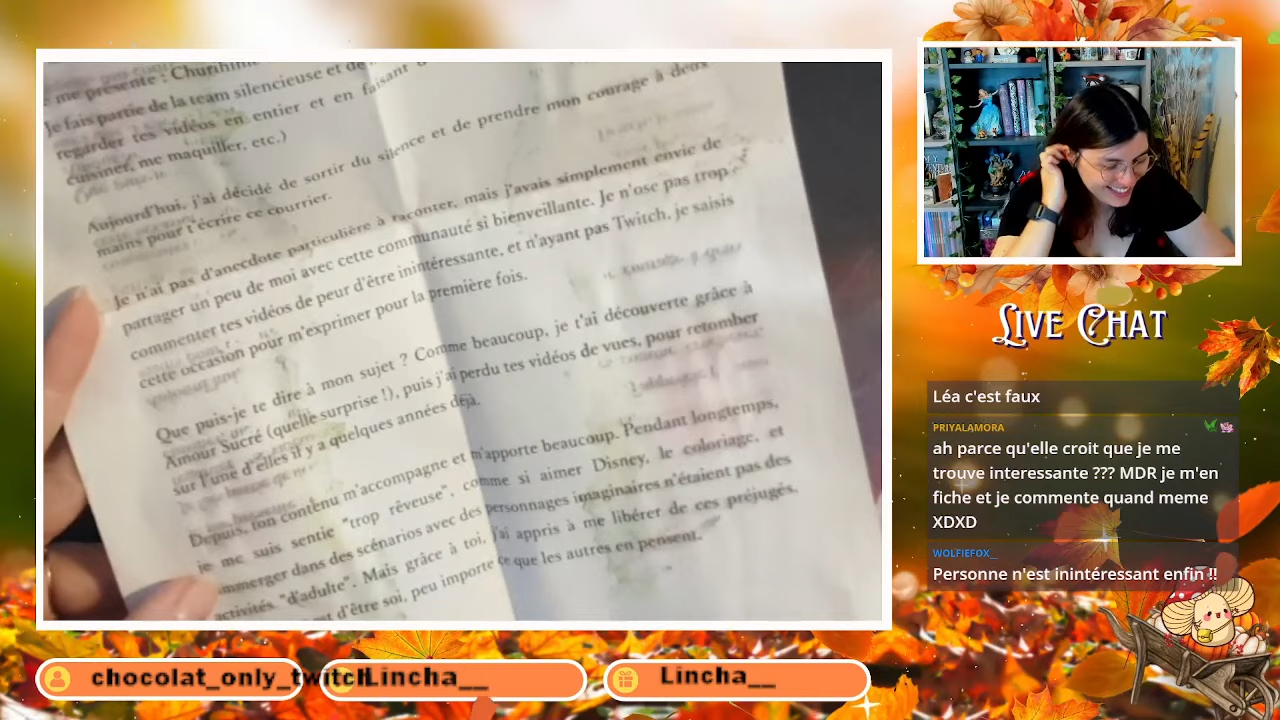 me présente : Churihime
Je fais partie de la team silencieuse et de
regarder tes vidéos en entier et en faisant
cuisiner, me maquiller, etc.)
Aujourd'hui, j'ai décidé de sortir du silence et de prendre mon courage à deux
mains pour t'écrire ce courrier.
Je n'ai pas d'anecdote particulière à raconter, mais j'avais simplement envie de
partager un peu de moi avec cette communauté si bienveillante. Je n'ose pas trop
commenter tes vidéos de peur d'être inintéressante, et n'ayant pas Twitch, je saisis
cette occasion pour m'exprimer pour la première fois.
Que puis-je te dire à mon sujet ? Comme beaucoup, je t'ai découverte grâce à
Amour Sucré (quelle surprise !), puis j'ai perdu tes vidéos de vues, pour retomber
sur l'une d'elles il y a quelques années déjà.
Depuis, ton contenu m'accompagne et m'apporte beaucoup. Pendant longtemps,
je me suis sentie "trop rêveuse", comme si aimer Disney, le coloriage, et
immerger dans des scénarios avec des personnages imaginaires n'étaient pas des
activités "d'adulte". Mais grâce à toi, j'ai appris à me libérer de ces préjugés.
d'être soi, peu importe ce que les autres en pensent.
LIVE CHAT
Léa c'est faux
PRIYALAMORA
ah parce qu'elle croit que je me
trouve interessante ??? MDR je m'en
fiche et je commente quand meme
XDXD
WOLFIEFOX_
Personne n'est inintéressant enfin !!
chocolat_only_twitch
Lincha__
Lincha__